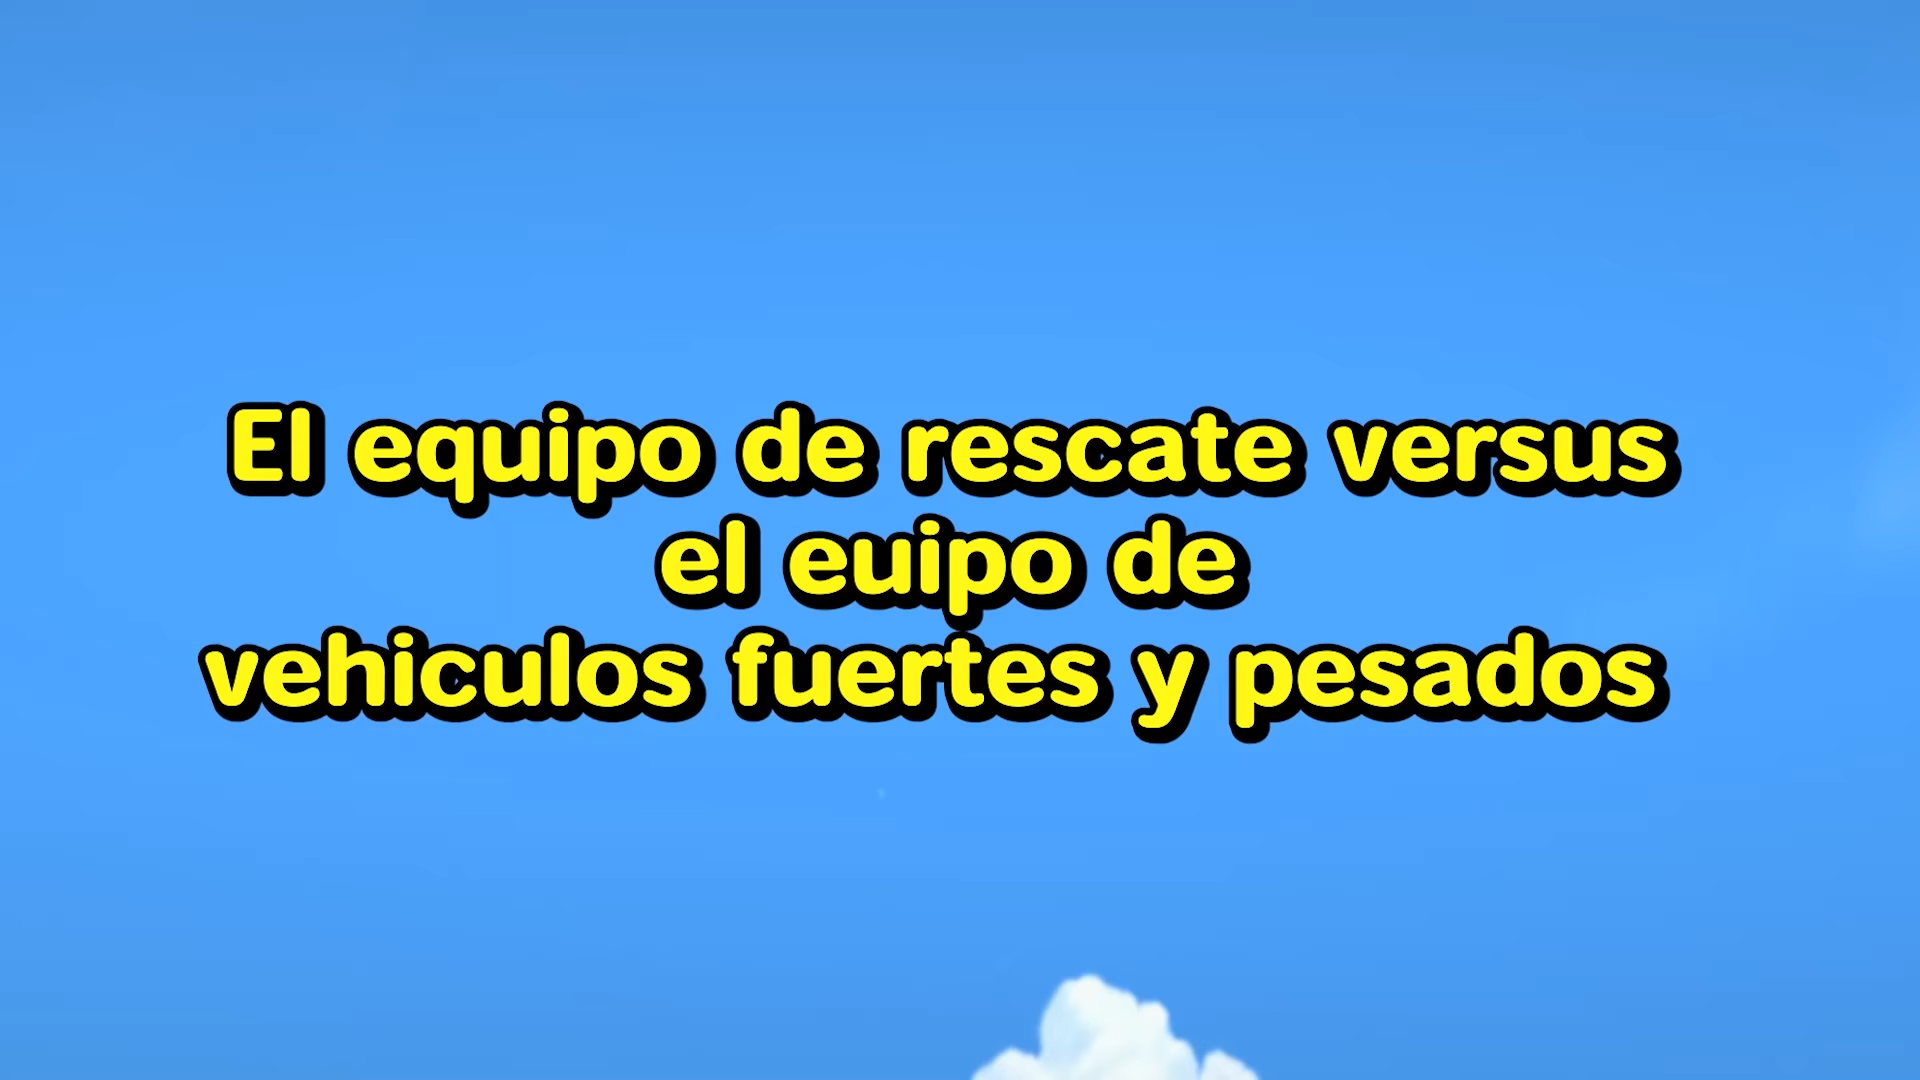 El equipo de rescate versus
el euipo de
vehiculos fuertes y pesados